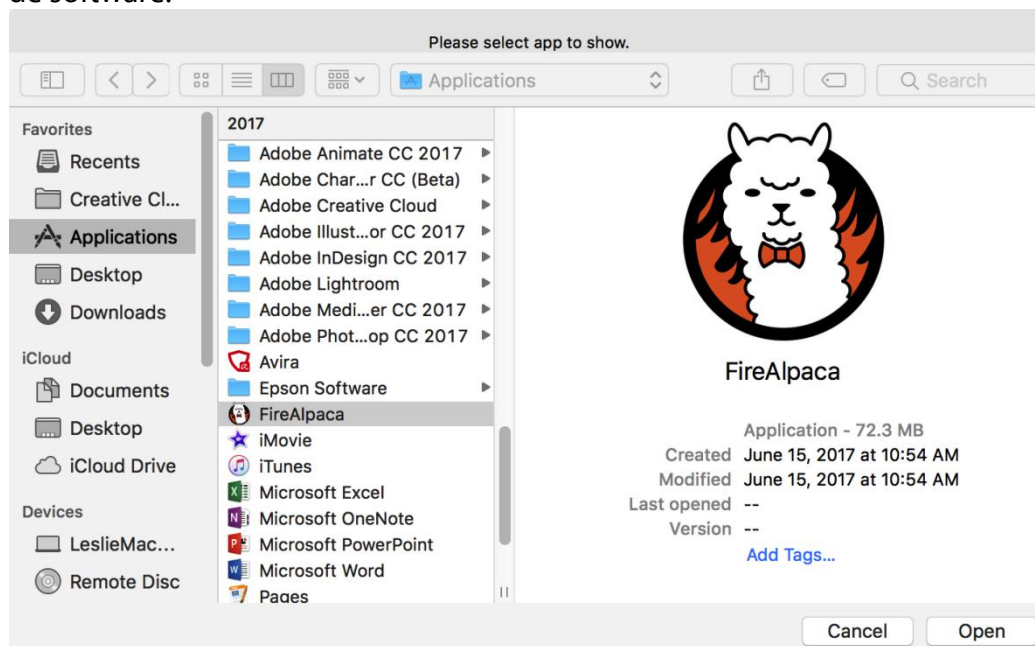 de software.
Please select app to show.
Applications
Search
Favorites
Recents
Creative Cl...
Applications
Desktop
Downloads
iCloud
Documents
Desktop
iCloud Drive
Devices
LeslieMac...
Remote Disc
2017
Adobe Animate CC 2017
Adobe Char...r CC (Beta)
Adobe Creative Cloud
Adobe Illust...or CC 2017
Adobe InDesign CC 2017
Adobe Lightroom
Adobe Medi...er CC 2017
Adobe Phot...op CC 2017
Avira
Epson Software
FireAlpaca
iMovie
iTunes
Microsoft Excel
Microsoft OneNote
Microsoft PowerPoint
Microsoft Word
Pages
FireAlpaca
Application - 72.3 MB
Created June 15, 2017 at 10:54 AM
Modified June 15, 2017 at 10:54 AM
Last opened --
Version --
Add Tags...
Cancel
Open